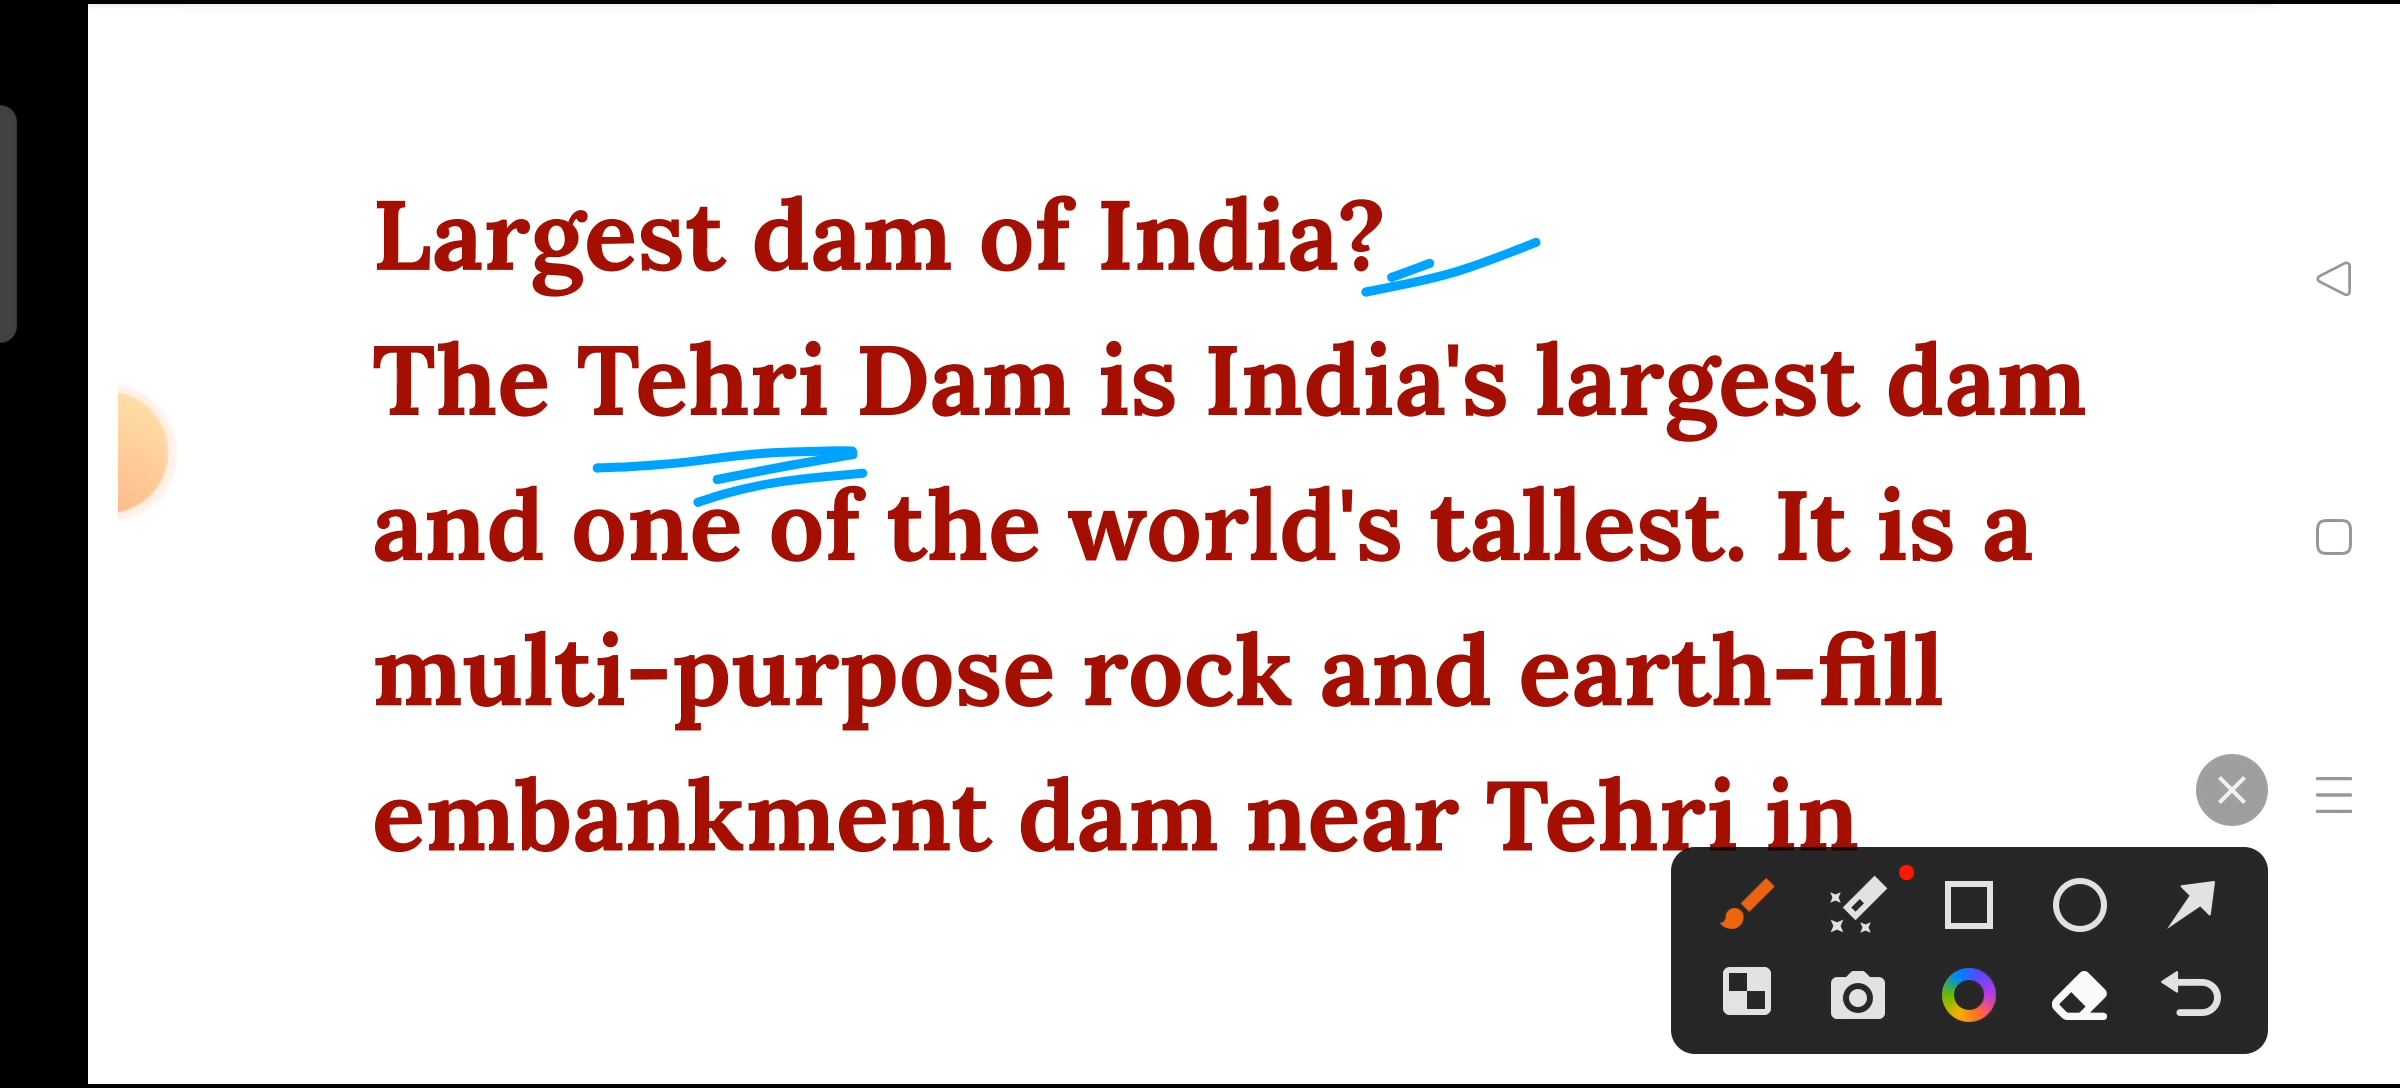 Largest dam of India?
The Tehri Dam is India's largest dam
and one of the world's tallest. It is a
multi-purpose rock and earth-fill
embankment dam near Tehri in